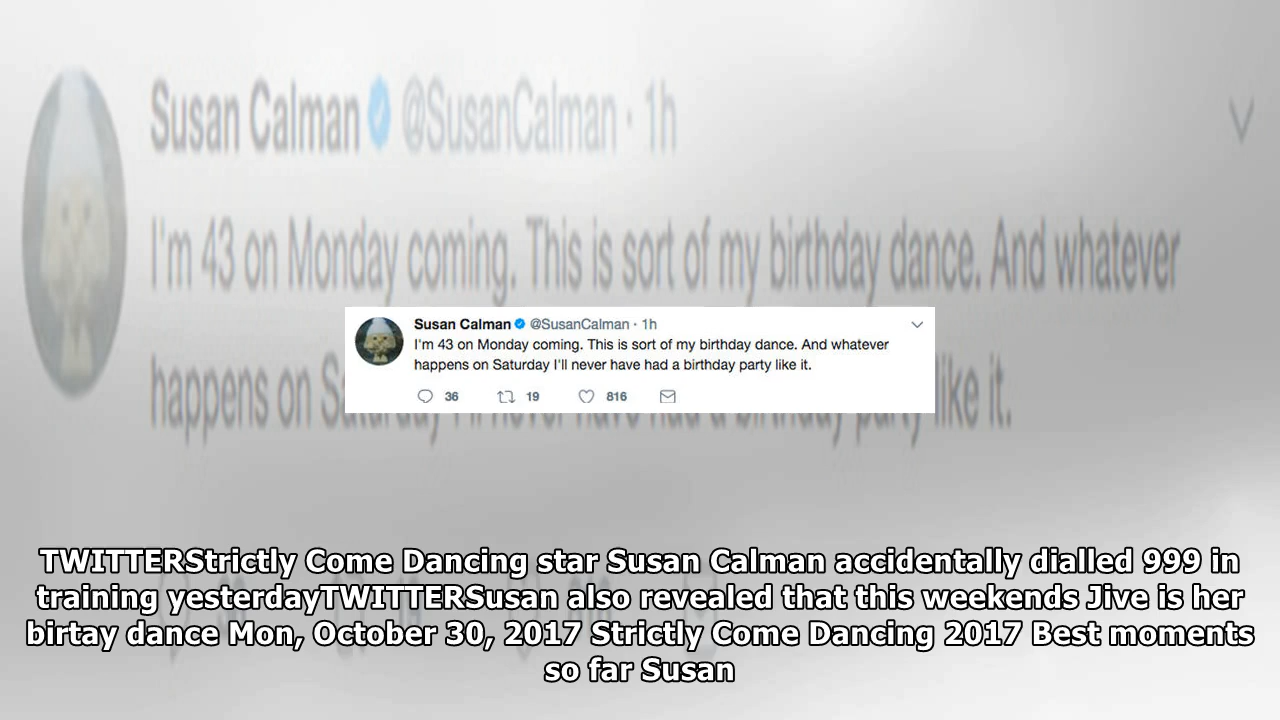 Susan Calman @SusanCalman · 1h
I'm 43 on Monday coming. This is sort of my birthday dance. And whatever
happens on Saturday I'll never have had a birthday party like it.
Susan Calman @SusanCalman · 1h
I'm 43 on Monday coming. This is sort of my birthday dance. And whatever
happens on Saturday I'll never have had a birthday party like it.
36 19 816
TWITTERStrictly Come Dancing star Susan Calman accidentally dialled 999 in
training yesterdayTWITTERSusan also revealed that this weekends Jive is her
birtay dance Mon, October 30, 2017 Strictly Come Dancing 2017 Best moments
so far Susan